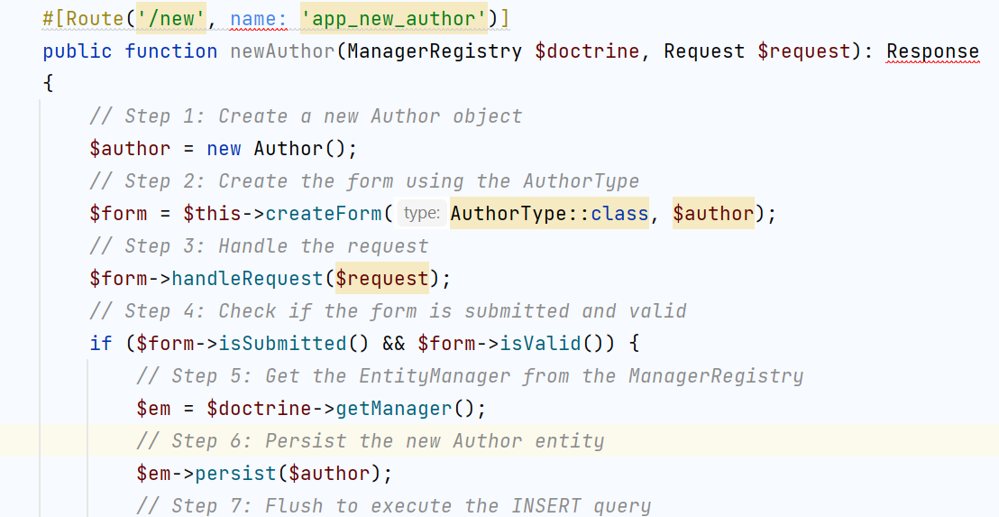 #[Route('/new', name: 'app_new_author')]
public function newAuthor(ManagerRegistry $doctrine, Request $request): Response
{
// Step 1: Create a new Author object
$author = new Author();
// Step 2: Create the form using the AuthorType
$form = $this->createForm( type: AuthorType::class, $author);
// Step 3: Handle the request
$form->handleRequest($request);
// Step 4: Check if the form is submitted and valid
if ($form->isSubmitted() && $form->isValid()) {
// Step 5: Get the EntityManager from the ManagerRegistry
$em = $doctrine->getManager();
// Step 6: Persist the new Author entity
$em->persist($author);
// Step 7: Flush to execute the INSERT query